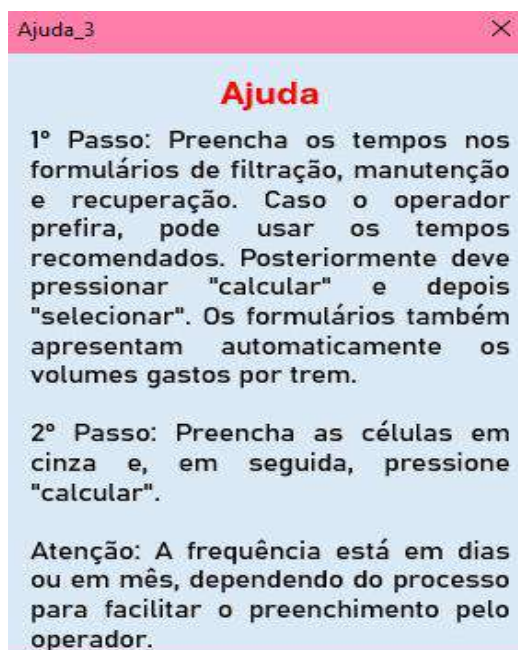 Ajuda_3
Ajuda
1º Passo: Preencha os tempos nos
formulários de filtração, manutenção
e recuperação. Caso o operador
prefira, pode usar os tempos
recomendados. Posteriormente deve
pressionar "calcular" e depois
"selecionar". Os formulários também
apresentam automaticamente os
volumes gastos por trem.
2º Passo: Preencha as células em
cinza e, em seguida, pressione
"calcular".
Atenção: A frequência está em dias
ou em mês, dependendo do processo
para facilitar o preenchimento pelo
operador.